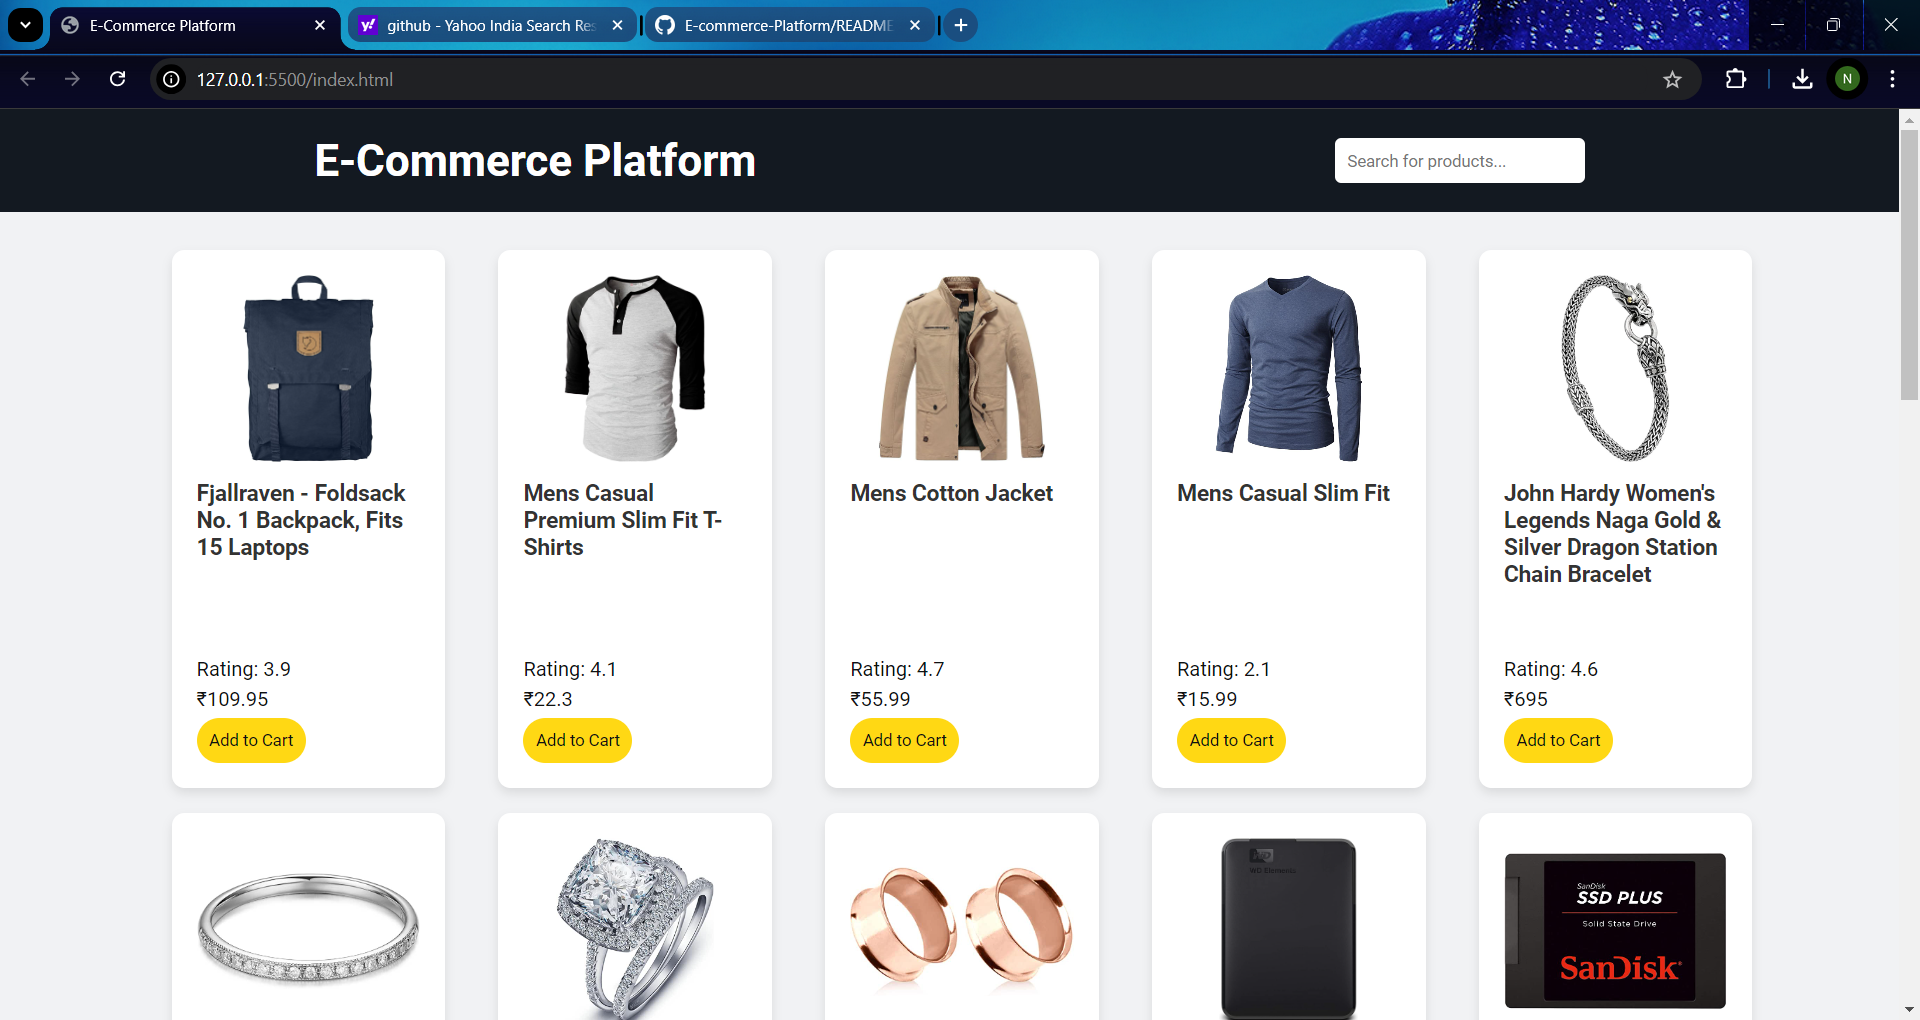 E-Commerce Platform
github - Yahoo India Search Res
E-commerce-Platform/README
127.0.0.1:5500/index.html
N
E-Commerce Platform
Search for products...
Fjallraven - Foldsack
No. 1 Backpack, Fits
15 Laptops
Rating: 3.9
₹109.95
Add to Cart
Mens Casual
Premium Slim Fit T-
Shirts
Rating: 4.1
₹22.3
Add to Cart
Mens Cotton Jacket
Rating: 4.7
₹55.99
Add to Cart
Mens Casual Slim Fit
Rating: 2.1
₹15.99
Add to Cart
John Hardy Women's
Legends Naga Gold &
Silver Dragon Station
Chain Bracelet
Rating: 4.6
₹695
Add to Cart
WD
WD Elements
SanDisk
SSD PLUS
Solid State Drive
SanDisk